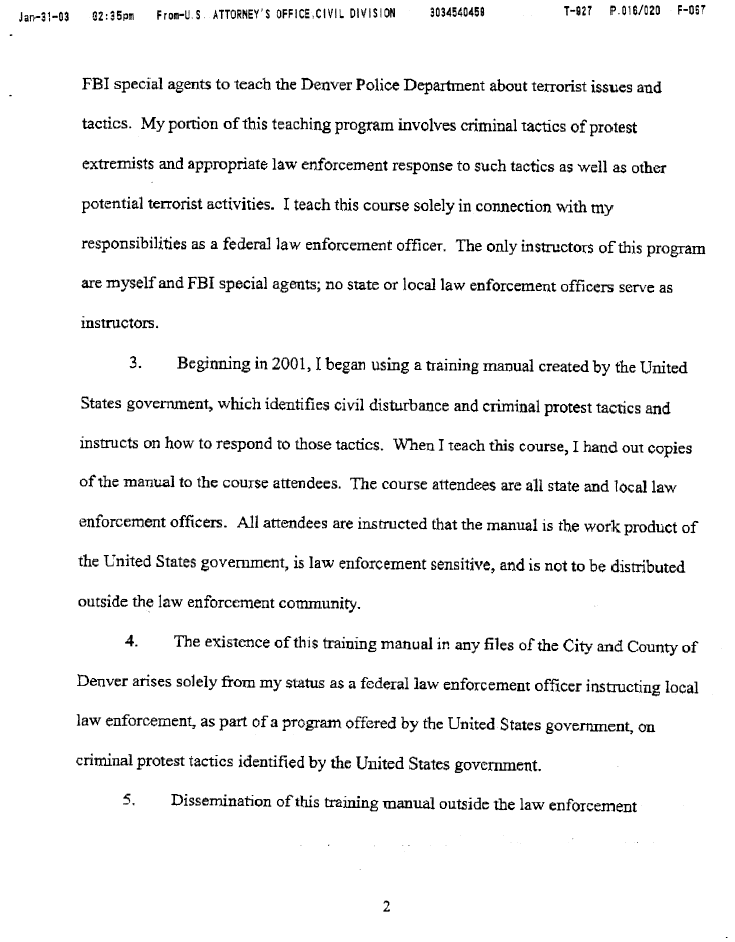 Jan-31-03 02:35pm From-U.S. ATTORNEY'S OFFICE,CIVIL DIVISION 3034540459 T-927 P.016/020 F-067
FBI special agents to teach the Denver Police Department about terrorist issues and
tactics. My portion of this teaching program involves criminal tactics of protest
extremists and appropriate law enforcement response to such tactics as well as other
potential terrorist activities. I teach this course solely in connection with my
responsibilities as a federal law enforcement officer. The only instructors of this program
are myself and FBI special agents; no state or local law enforcement officers serve as
instructors.
3. Beginning in 2001, I began using a training manual created by the United
States government, which identifies civil disturbance and criminal protest tactics and
instructs on how to respond to those tactics. When I teach this course, I hand out copies
of the manual to the course attendees. The course attendees are all state and local law
enforcement officers. All attendees are instructed that the manual is the work product of
the United States government, is law enforcement sensitive, and is not to be distributed
outside the law enforcement community.
4. The existence of this training manual in any files of the City and County of
Denver arises solely from my status as a federal law enforcement officer instructing local
law enforcement, as part of a program offered by the United States government, on
criminal protest tactics identified by the United States government.
5. Dissemination of this training manual outside the law enforcement
2